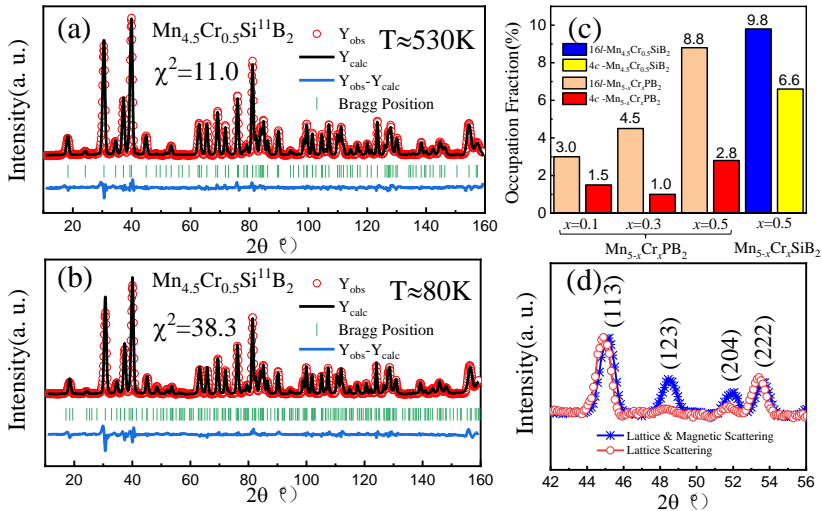 (a)
Mn4.5Cr0.5Si11B2
χ2=11.0
Yobs
Ycalc
Yobs-Ycalc
Bragg Position
T≈530K
Intensity(a. u.)
20 40 60 80 100 120 140 160
2θ (°)
(b)
Mn4.5Cr0.5Si11B2
χ2=38.3
Yobs
Ycalc
Bragg Position
Yobs-Ycalc
T≈80K
Intensity(a. u.)
20 40 60 80 100 120 140 160
2θ (°)
(c)
16l-Mn4.5Cr0.5SiB2
4c -Mn4.5Cr0.5SiB2
16l-Mn5-xCrxPB2
4c -Mn5-xCrxPB2
Occupation Fraction(%)
10
8
6
4
2
0
3.0 1.5 4.5 1.0 8.8 2.8 9.8 6.6
x=0.1 x=0.3 x=0.5 x=0.5
Mn5-xCrxPB2 Mn5-xCrxSiB2
(d)
(113)
(123)
(204)
(222)
Intensity(a. u.)
Lattice & Magnetic Scattering
Lattice Scattering
42 44 46 48 50 52 54 56
2θ (°)